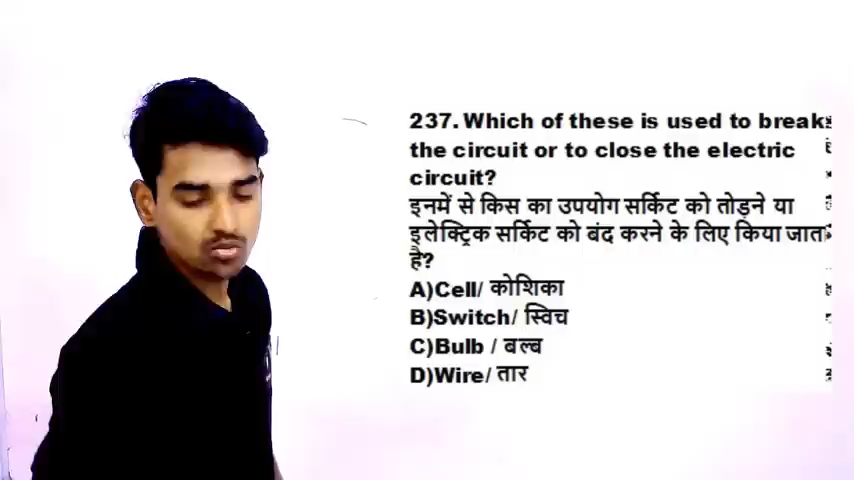 237. Which of these is used to break
the circuit or to close the electric
circuit?
इनमें से किस का उपयोग सर्किट को तोड़ने या
इलेक्ट्रिक सर्किट को बंद करने के लिए किया जाता
है?
A)Cell/ कोशिका
B)Switch/ स्विच
C)Bulb / बल्ब
D)Wire/ तार